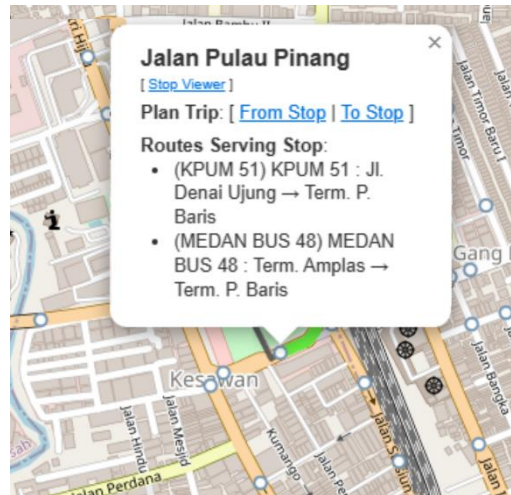 Jalan Bambu II
Jalan Pulau Pinang
×
[ Stop Viewer ]
Plan Trip: [ From Stop | To Stop ]
Routes Serving Stop:
• (KPUM 51) KPUM 51 : Jl.
Denai Ujung → Term. P.
Baris
• (MEDAN BUS 48) MEDAN
BUS 48 : Term. Amplas →
Term. P. Baris
Jalan Timor Baru I
Timor
Gang
Kesawan
Jalan Hindu
Jalan Mesjid
Kumango
Jalan Bangka
Perdana